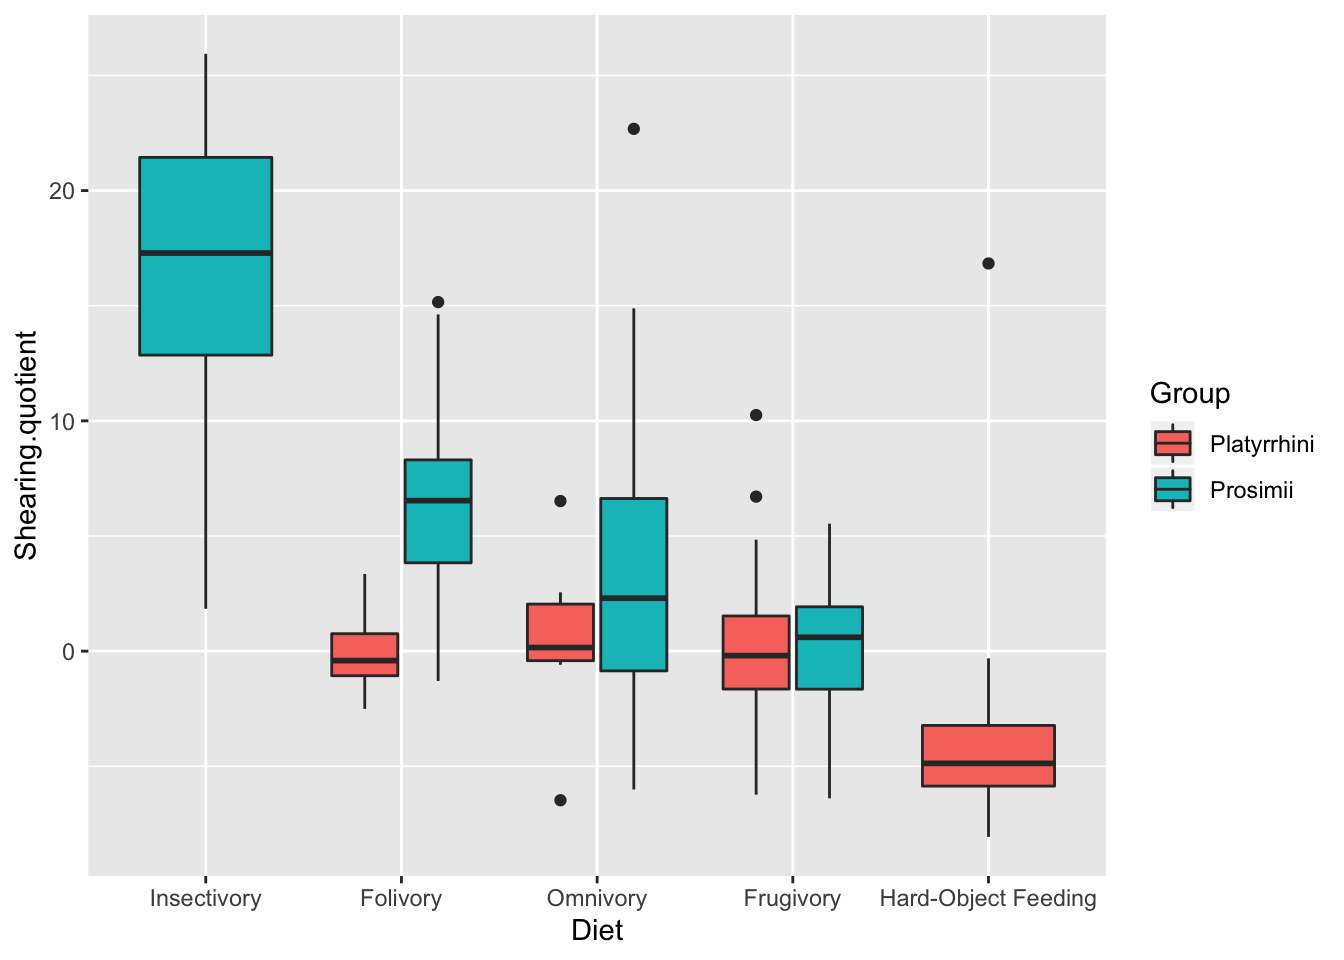 Shearing.quotient
20
10
0
Insectivory
Folivory
Omnivory
Frugivory
Hard-Object Feeding
Diet
Group
Platyrrhini
Prosimii